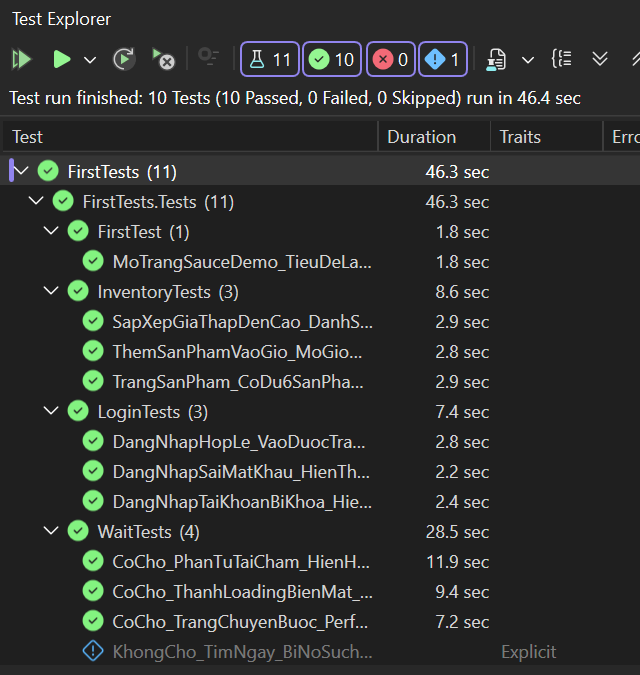 Test Explorer
11 10 0 1
Test run finished: 10 Tests (10 Passed, 0 Failed, 0 Skipped) run in 46.4 sec
Test Duration Traits Erro
FirstTests (11) 46.3 sec
FirstTests.Tests (11) 46.3 sec
FirstTest (1) 1.8 sec
MoTrangSauceDemo_TieuDeLa... 1.8 sec
InventoryTests (3) 8.6 sec
SapXepGiaThapDenCao_DanhS... 2.9 sec
ThemSanPhamVaoGio_MoGio... 2.8 sec
TrangSanPham_CoDu6SanPha... 2.9 sec
LoginTests (3) 7.4 sec
DangNhapHopLe_VaoDuocTra... 2.8 sec
DangNhapSaiMatKhau_HienTh... 2.2 sec
DangNhapTaiKhoanBiKhoa_Hie... 2.4 sec
WaitTests (4) 28.5 sec
CoCho_PhanTuTaiCham_HienH... 11.9 sec
CoCho_ThanhLoadingBienMat_... 9.4 sec
CoCho_TrangChuyenBuoc_Perf... 7.2 sec
KhongCho_TimNgay_BiNoSuch... Explicit